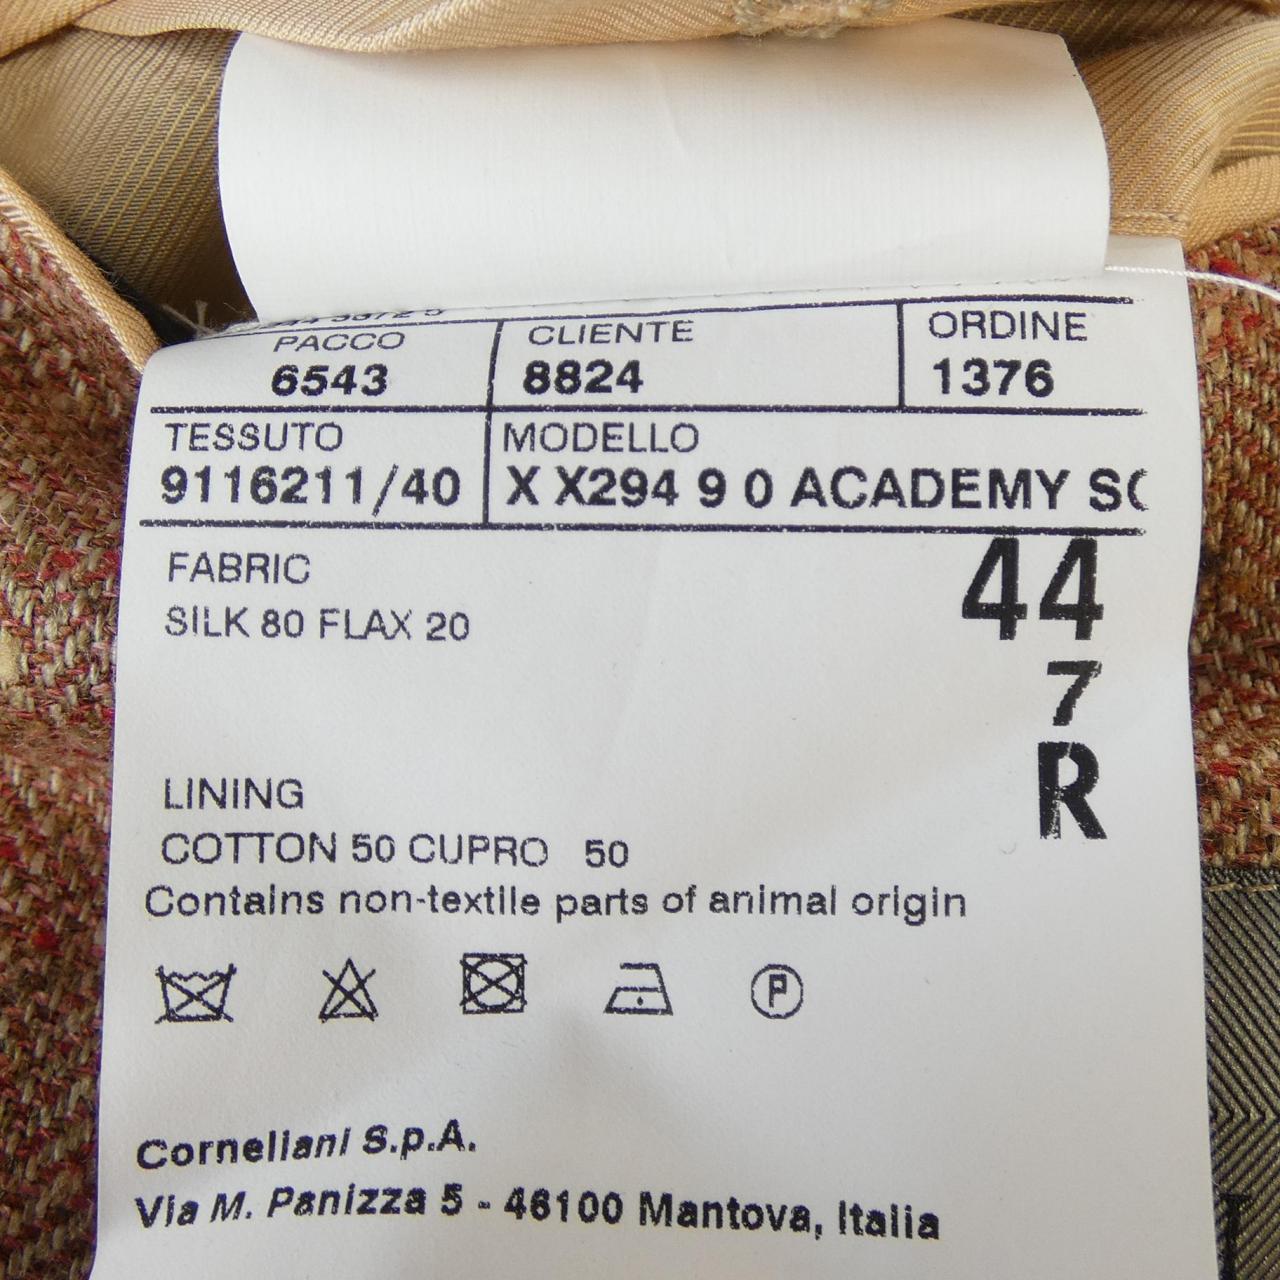 PACCO CLIENTE ORDINE
6543 8824 1376
TESSUTO MODELLO
9116211/40 X X294 9 0 ACADEMY
FABRIC
SILK 80 FLAX 20
44
7
R
LINING
COTTON 50 CUPRO 50
Contains non-textile parts of animal origin
P
Corneliani S.p.A.
Via M. Panizza 5 - 46100 Mantova, Italia